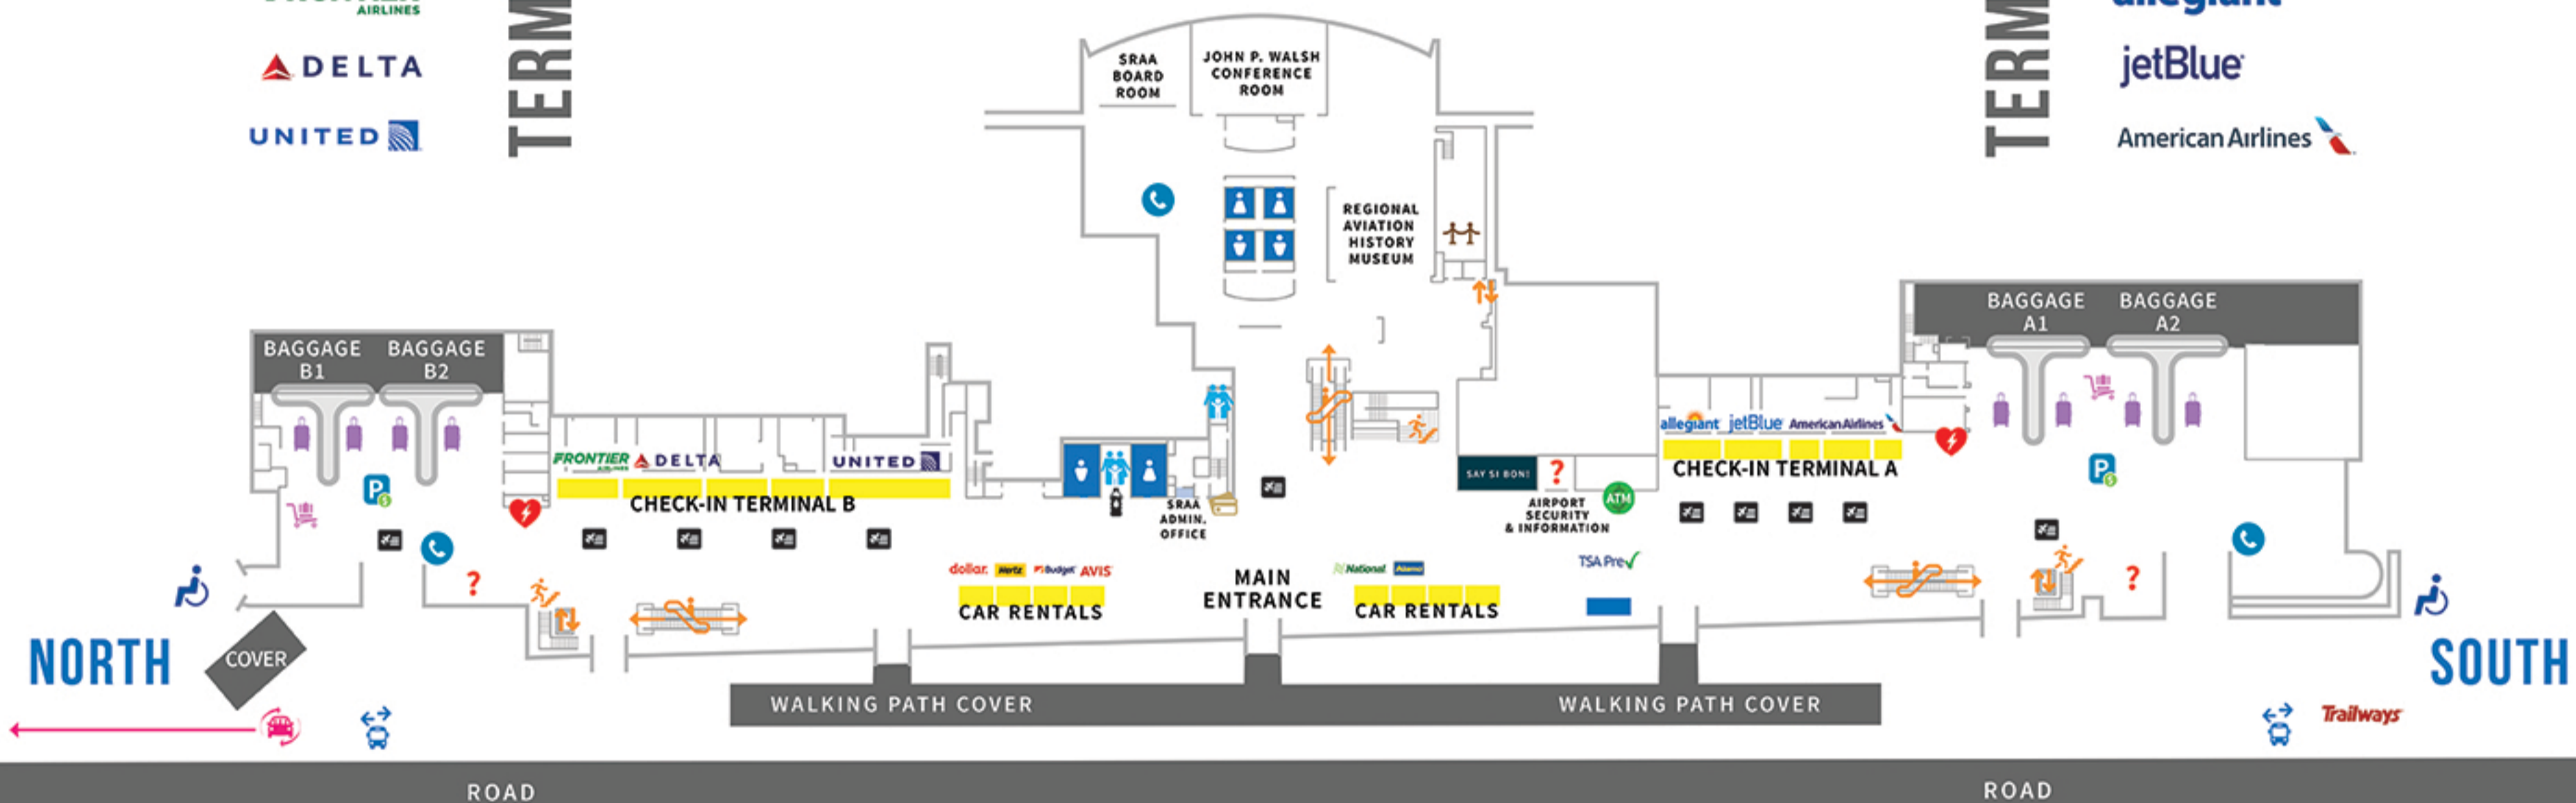 AIRLINES
DELTA
UNITED
TERM
SRAA
BOARD
ROOM
JOHN P. WALSH
CONFERENCE
ROOM
REGIONAL
AVIATION
HISTORY
MUSEUM
TERM
allegiant
jetBlue
American Airlines
BAGGAGE
B1
BAGGAGE
B2
BAGGAGE
A1
BAGGAGE
A2
FRONTIER
AIRLINES
DELTA
UNITED
CHECK-IN TERMINAL B
P
$
SRAA
ADMIN.
OFFICE
SAY SI BON!
?
AIRPORT
SECURITY
& INFORMATION
ATM
allegiant
jetBlue
American Airlines
CHECK-IN TERMINAL A
P
$
?
dollar.
Hertz
Budget
AVIS
CAR RENTALS
MAIN
ENTRANCE
National
Alamo
CAR RENTALS
TSA Pre✓
?
NORTH
COVER
WALKING PATH COVER
WALKING PATH COVER
SOUTH
Trailways
ROAD
ROAD